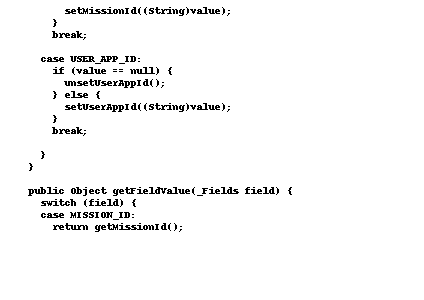 setMissionId((String)value);
}
break;
case USER_APP_ID:
if (value == null) {
unsetUserAppId();
} else {
setUserAppId((String)value);
}
break;
}
}
public Object getFieldValue(_Fields field) {
switch (field) {
case MISSION_ID:
return getMissionId();